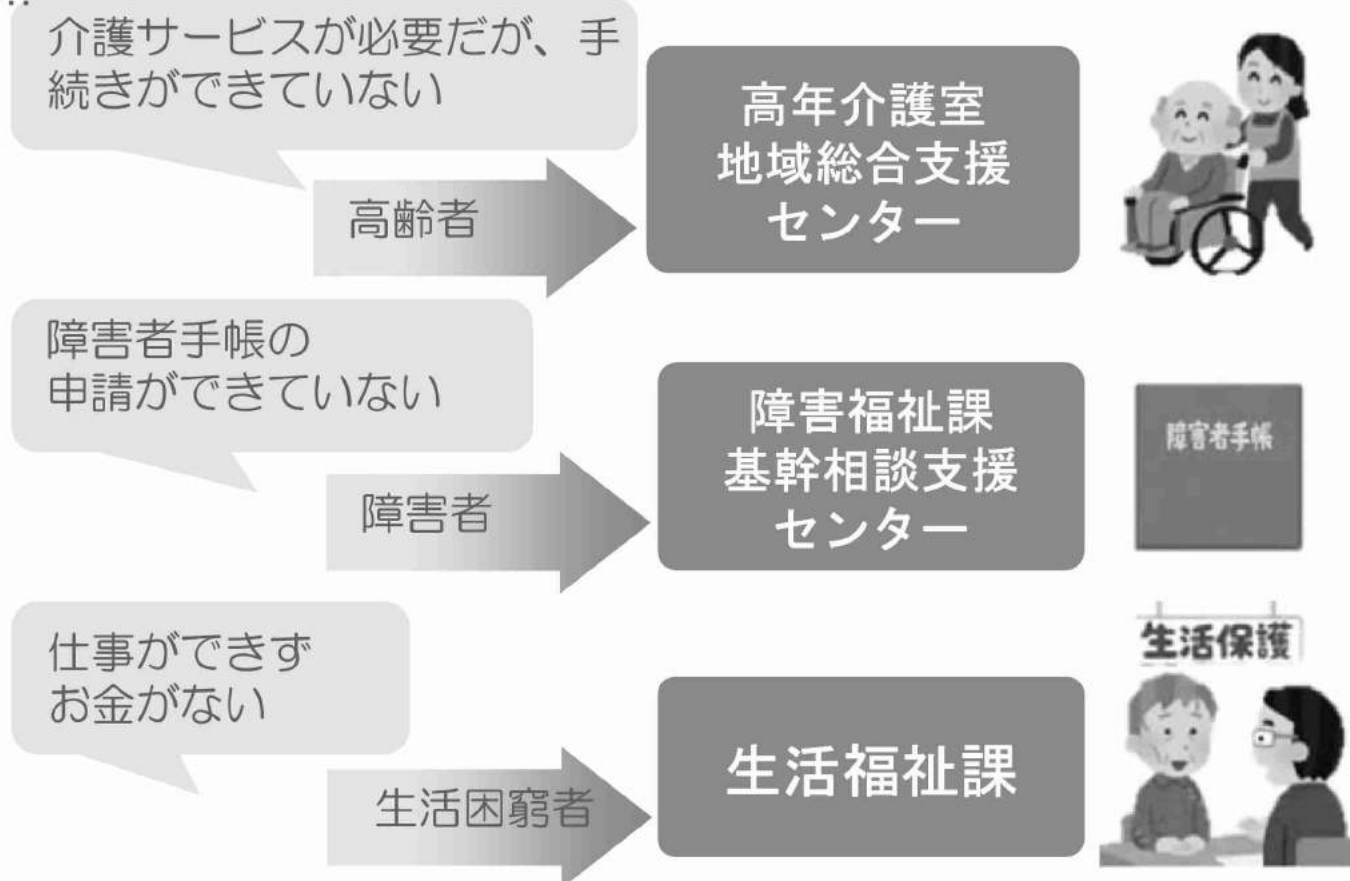 介護サービスが必要だが、手
続きができていない
高齢者
高年介護室
地域総合支援
センター
障害者手帳の
申請ができていない
障害者
障害福祉課
基幹相談支援
センター
障害者手帳
仕事ができず
お金がない
生活困窮者
生活福祉課
生活保護